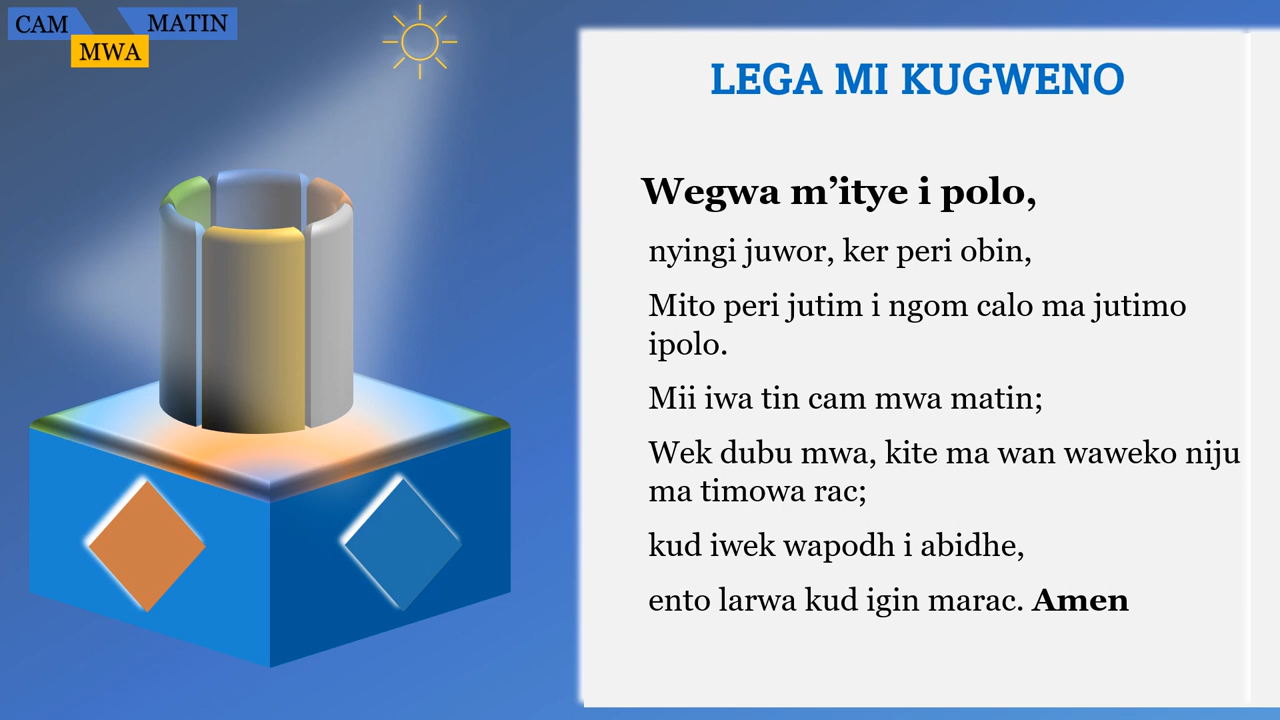 CAM MATIN
MWA
LEGA MI KUGWENO
Wegwa m’itye i polo,
nyingi juwor, ker peri obin,
Mito peri jutim i ngom calo ma jutimo
ipolo.
Mii iwa tin cam mwa matin;
Wek dubu mwa, kite ma wan waweko niju
ma timowa rac;
kud iwek wapodh i abidhe,
ento larwa kud igin marac. Amen